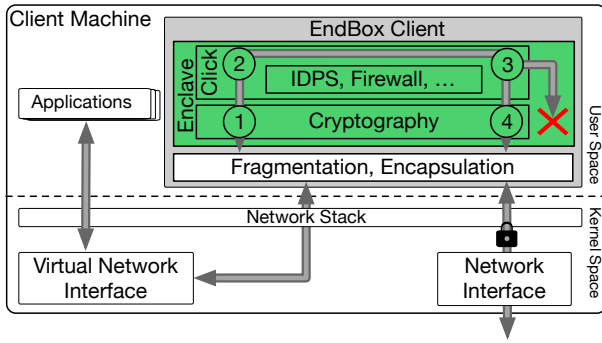 Client Machine
EndBox Client
Enclave
Click
2
3
IDPS, Firewall, …
Applications
1
Cryptography
4
Fragmentation, Encapsulation
User Space
Network Stack
Kernel Space
Virtual Network
Interface
Network
Interface